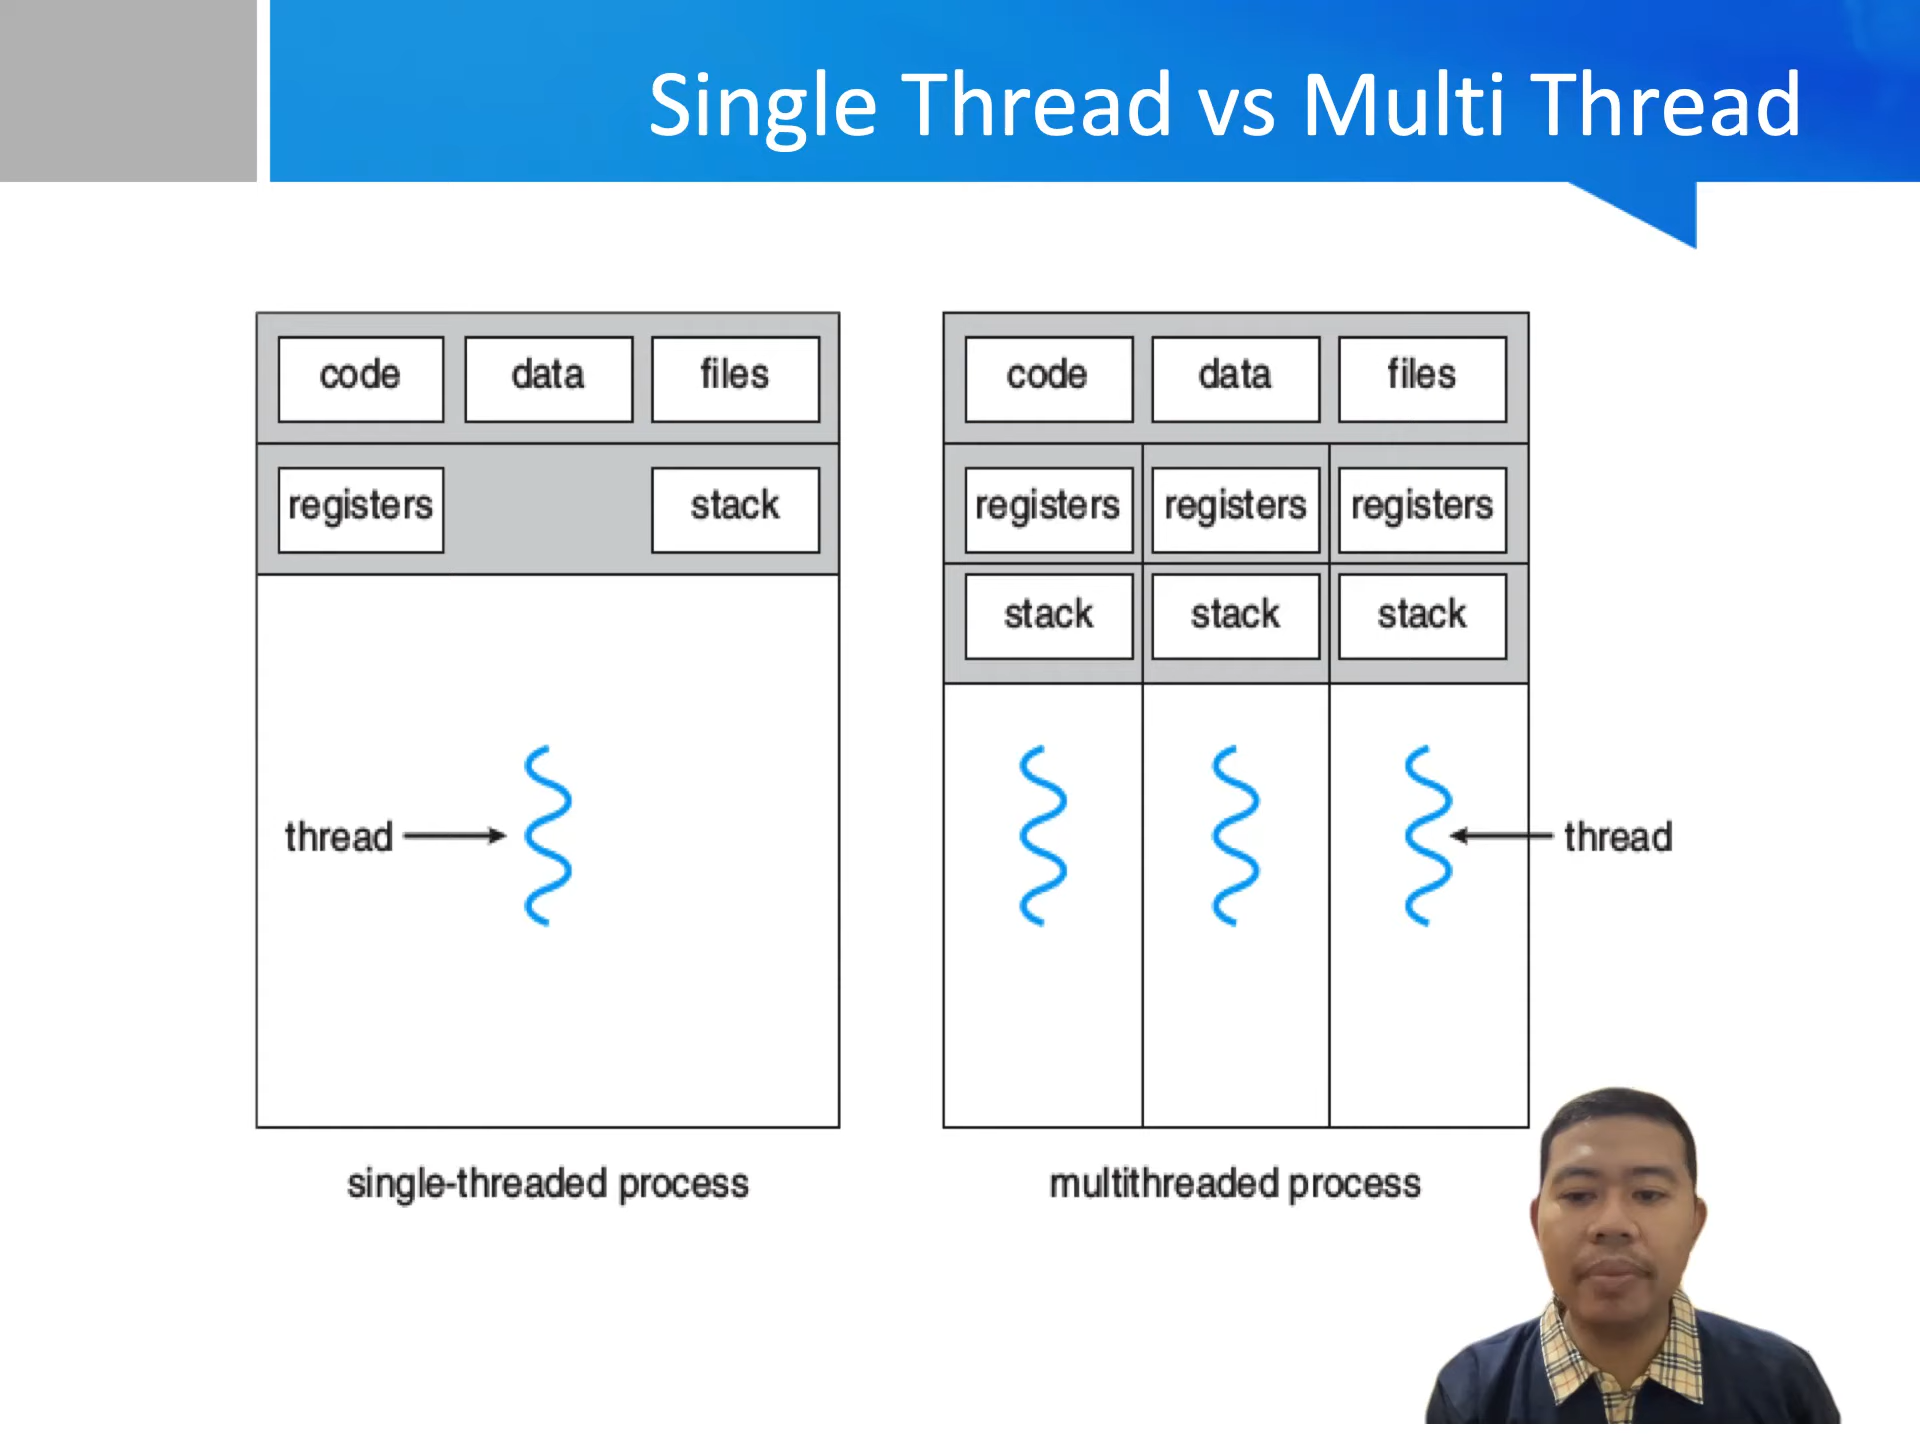 Single Thread vs Multi Thread
code data files
registers stack
thread
single-threaded process
code data files
registers registers registers
stack stack stack
thread
multithreaded process